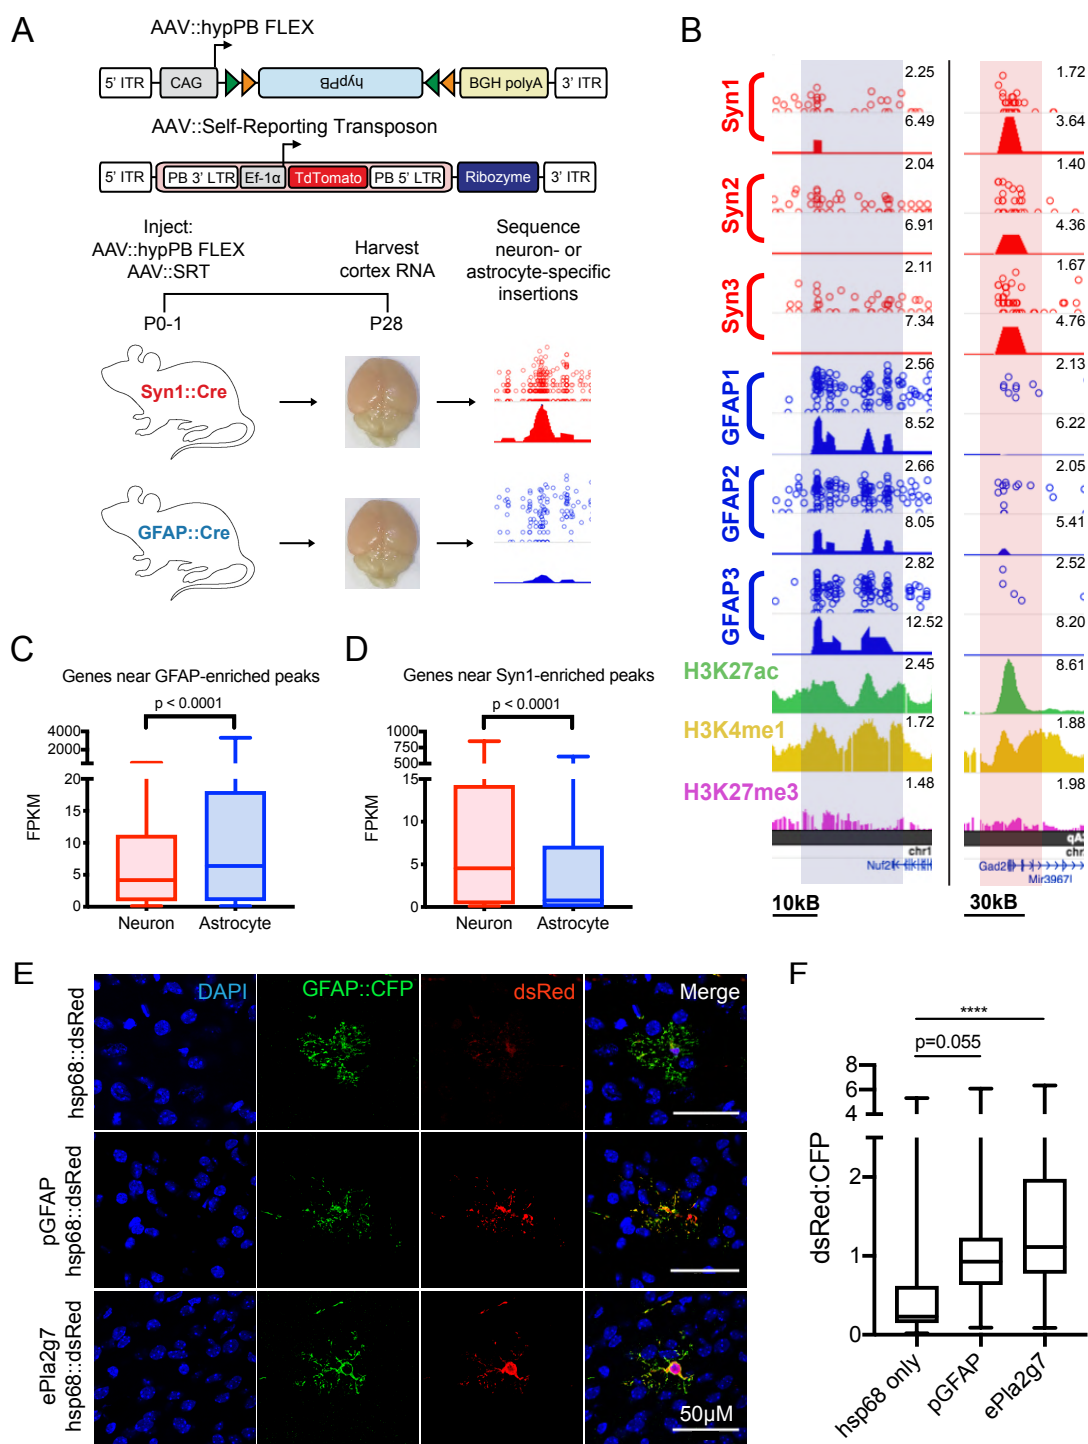 A
AAV::hypPB FLEX
5' ITR
CAG
hypPB
BGH polyA
3' ITR
AAV::Self-Reporting Transposon
5' ITR
PB 3' LTR
Ef-1α
TdTomato
PB 5' LTR
Ribozyme
3' ITR
Inject:
AAV::hypPB FLEX
AAV::SRT
Harvest
cortex RNA
Sequence
neuron- or
astrocyte-specific
insertions
P0-1
P28
Syn1::Cre
GFAP::Cre
B
Syn1
2.25
6.49
1.72
3.64
Syn2
2.04
6.91
1.40
4.36
Syn3
2.11
7.34
1.67
4.76
GFAP1
2.56
8.52
2.13
6.22
GFAP2
2.66
8.05
2.05
5.41
GFAP3
2.82
12.52
2.52
8.20
H3K27ac
2.45
8.61
H3K4me1
1.72
1.88
H3K27me3
1.48
1.98
chr1
Nuf2
chr
Gad2
Mir3967
10kB
30kB
C
Genes near GFAP-enriched peaks
p < 0.0001
4000
2000
20
15
10
5
0
FPKM
Neuron
Astrocyte
D
Genes near Syn1-enriched peaks
p < 0.0001
1000
750
500
15
10
5
0
FPKM
Neuron
Astrocyte
E
DAPI
GFAP::CFP
dsRed
Merge
hsp68::dsRed
pGFAP
hsp68::dsRed
ePla2g7
hsp68::dsRed
50µM
F
****
p=0.055
8
6
4
2
1
0
dsRed:CFP
hsp68 only
pGFAP
ePla2g7